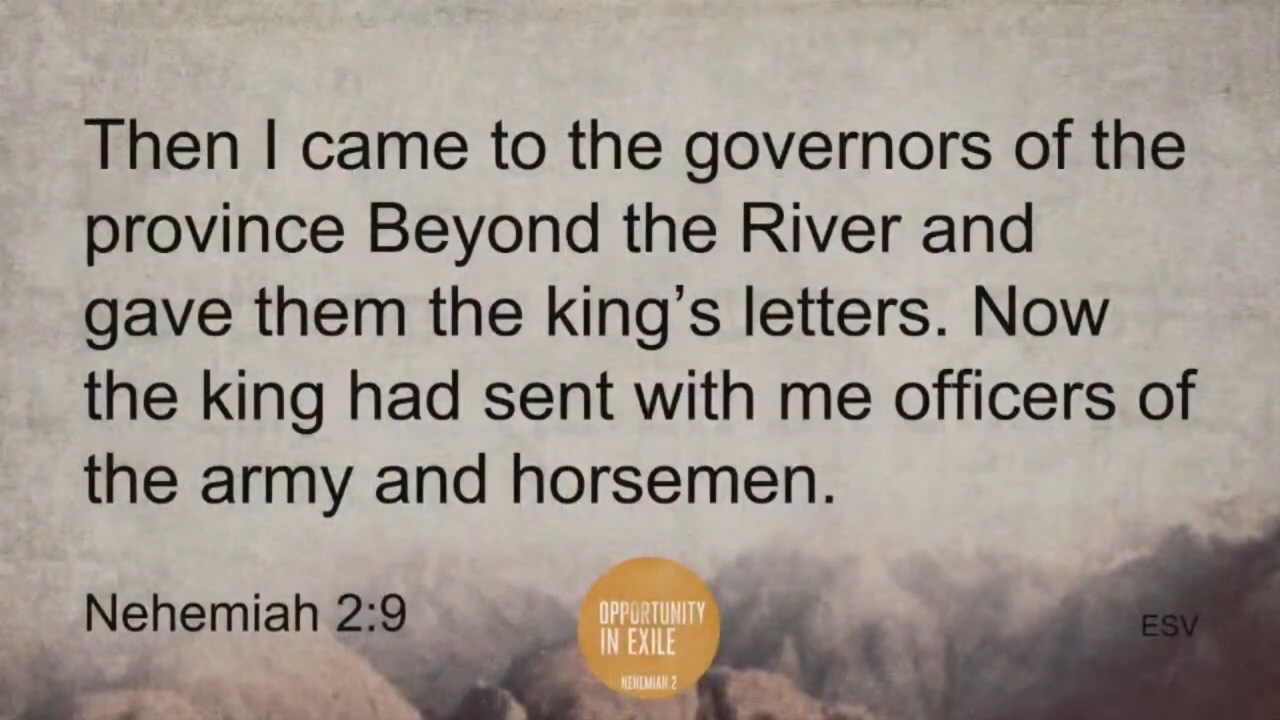 Then I came to the governors of the
province Beyond the River and
gave them the king’s letters. Now
the king had sent with me officers of
the army and horsemen.
Nehemiah 2:9
OPPORTUNITY
IN EXILE
NEHEMIAH 2
ESV